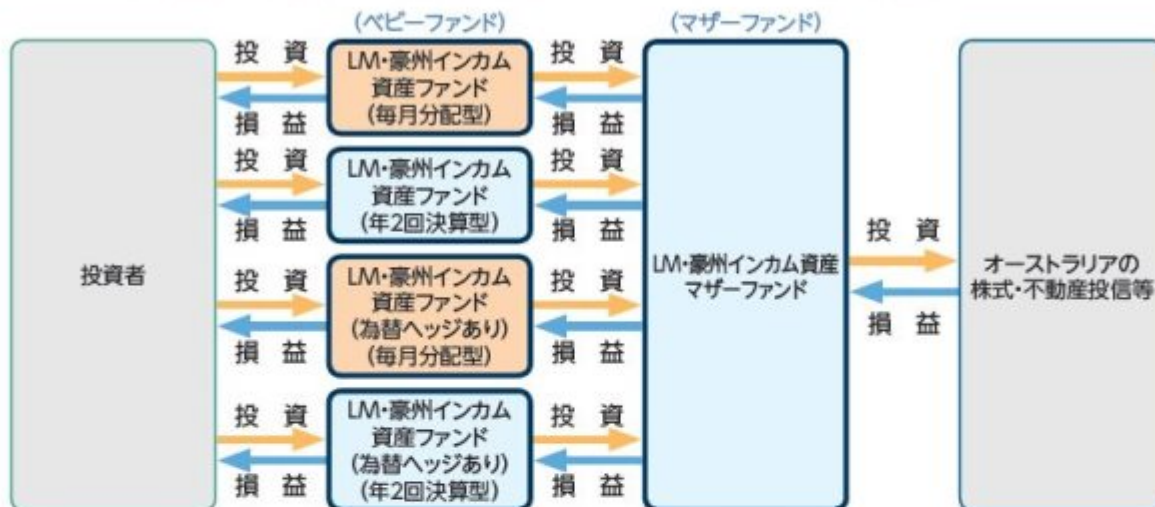 (ベビーファンド)
(マザーファンド)
投資者
投 資
損 益
LM・豪州インカム
資産ファンド
(毎月分配型)
投 資
損 益
投 資
損 益
LM・豪州インカム
資産ファンド
(年2回決算型)
投 資
損 益
投 資
損 益
LM・豪州インカム
資産ファンド
(為替ヘッジあり)
(毎月分配型)
投 資
損 益
投 資
損 益
LM・豪州インカム
資産ファンド
(為替ヘッジあり)
(年2回決算型)
投 資
損 益
LM・豪州インカム資産
マザーファンド
投 資
損 益
オーストラリアの
株式・不動産投信等